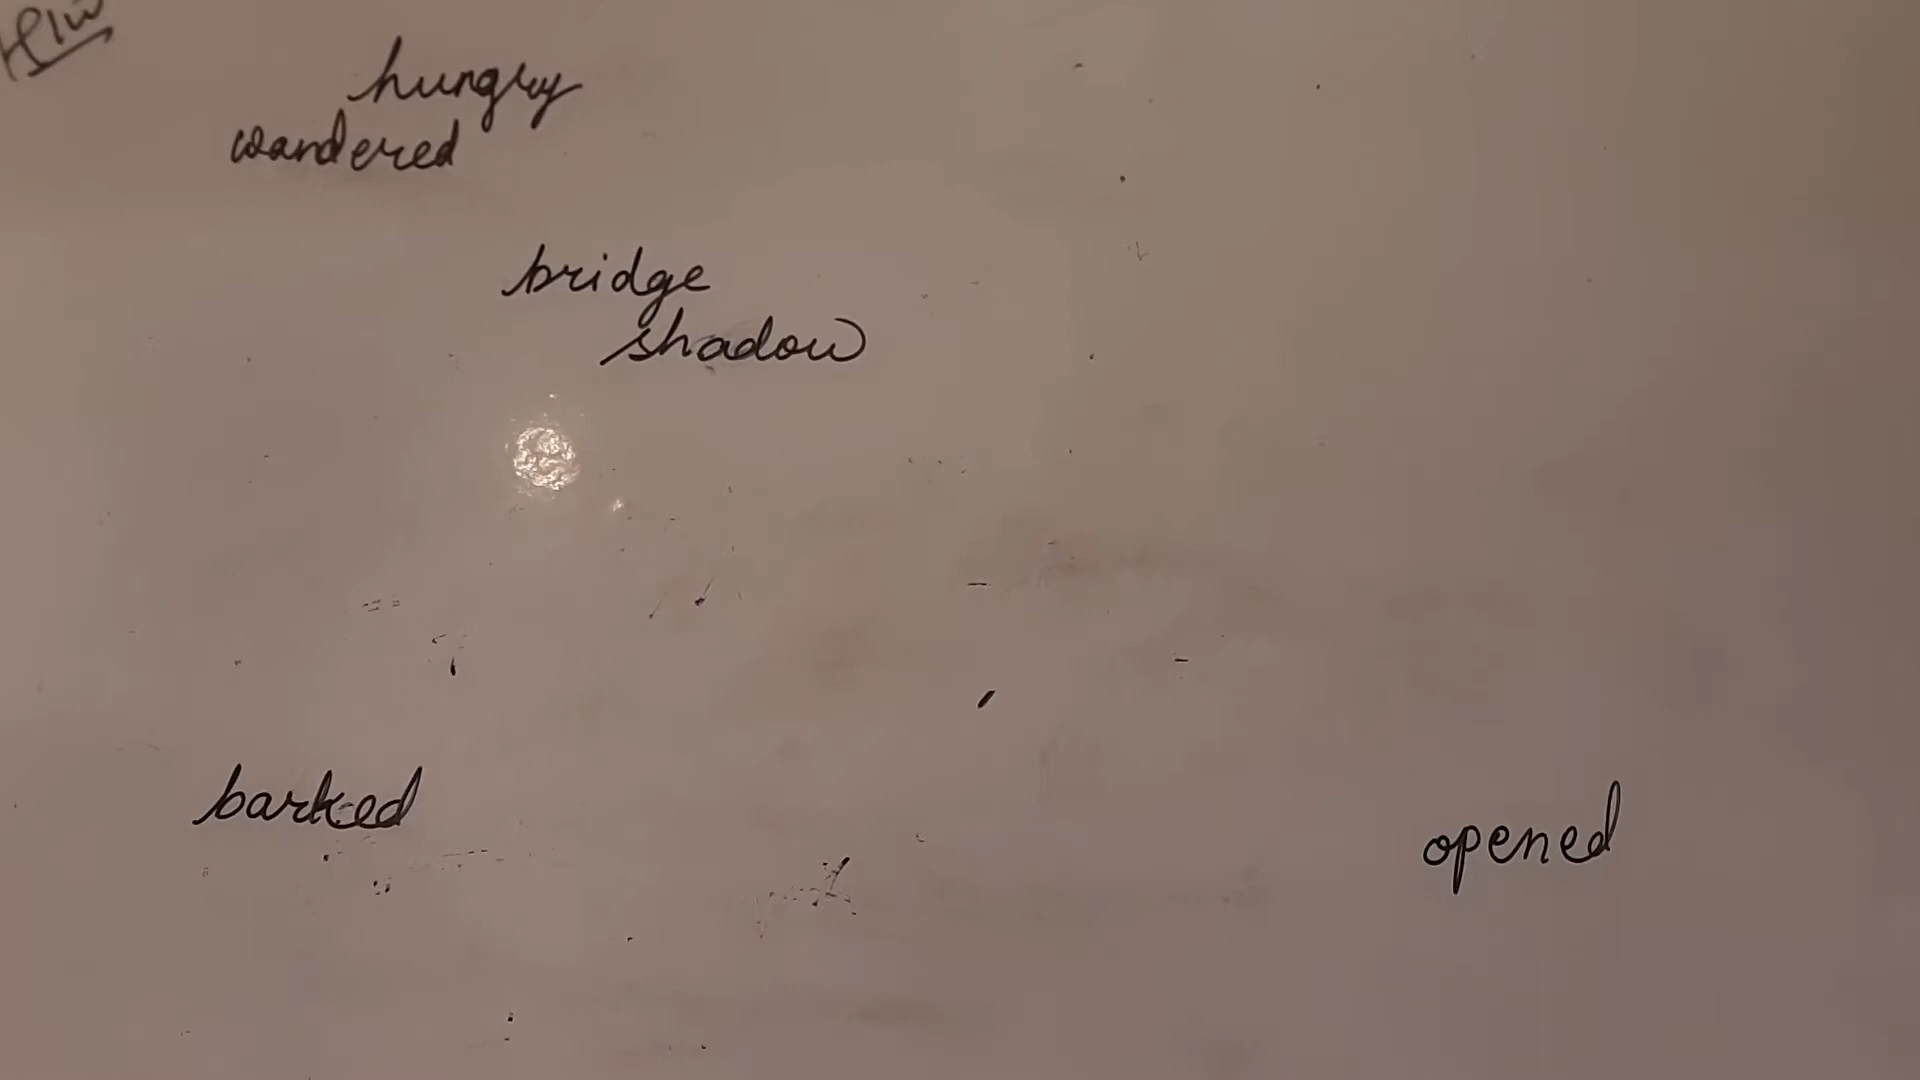 H/W
hungry
wandered
bridge
shadow
barked
opened